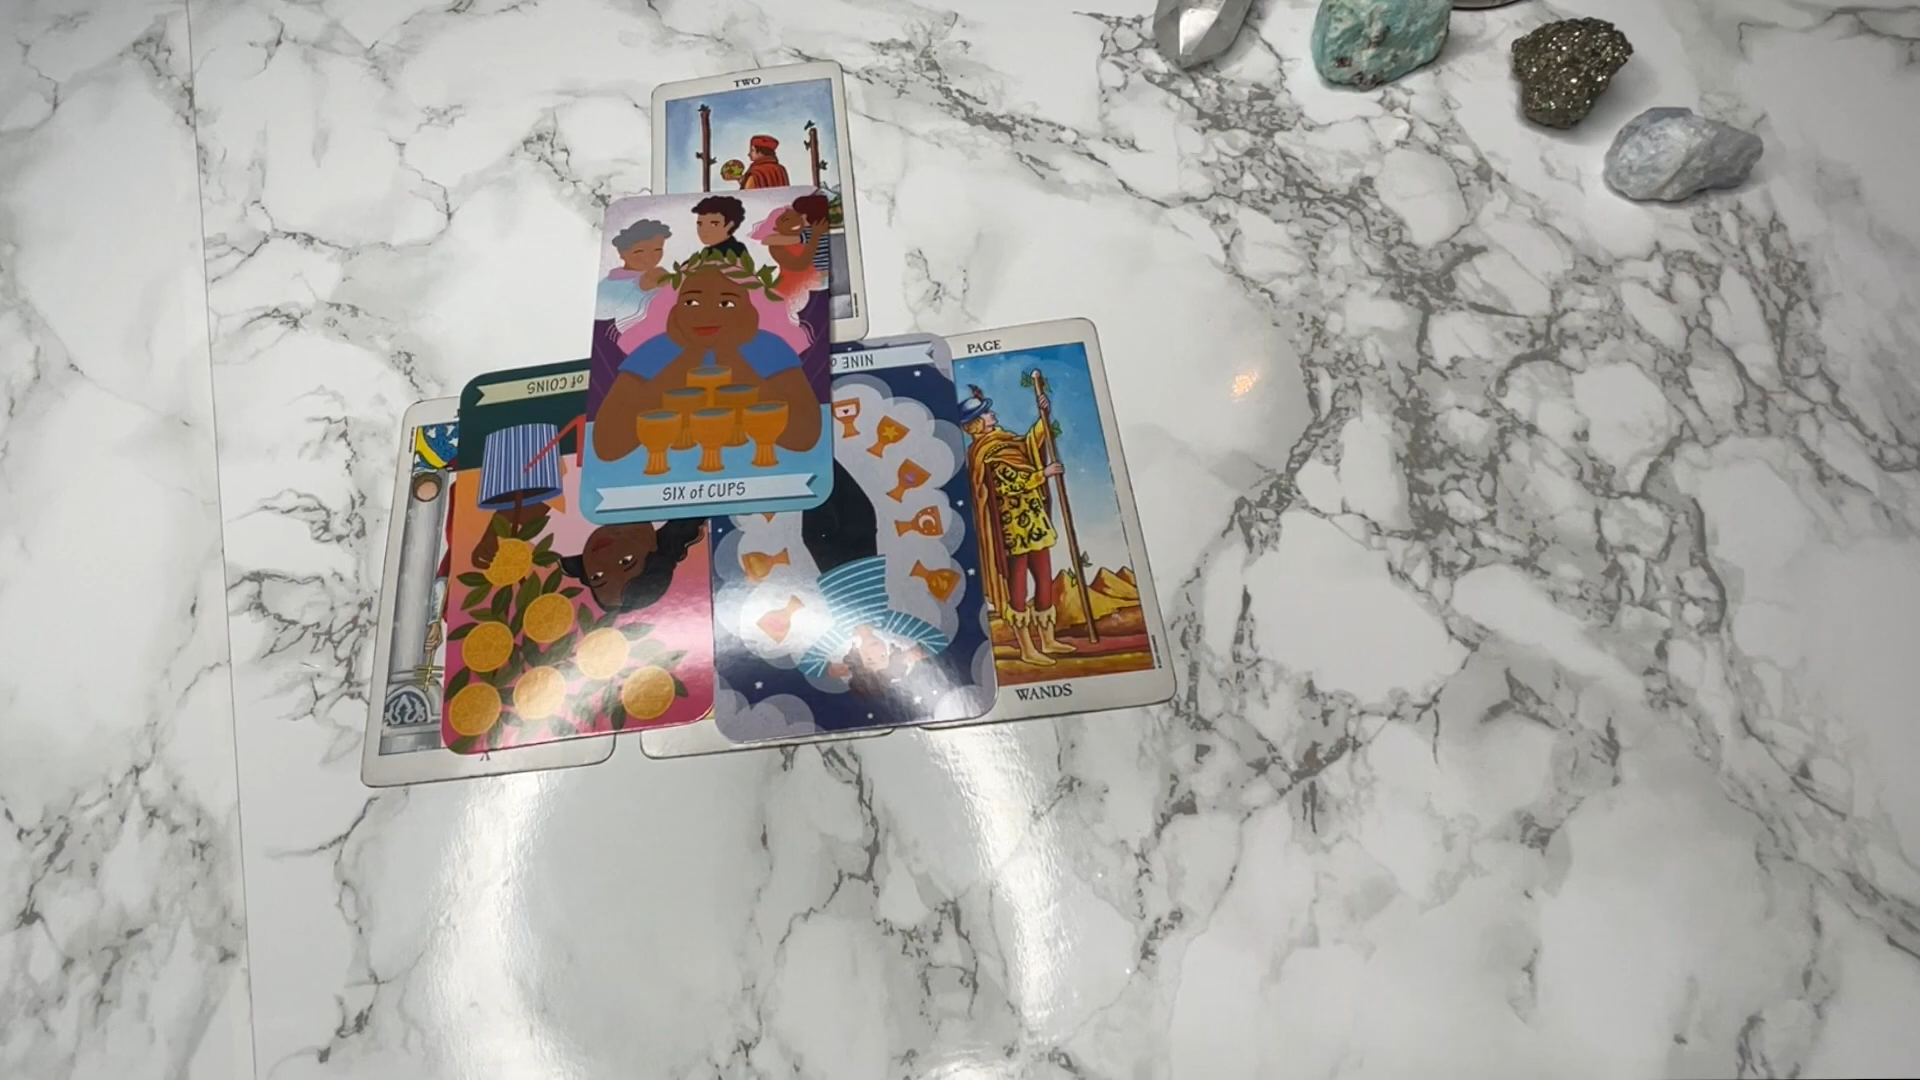 TWO
SIX of CUPS
of COINS
NINE
PAGE
WANDS
V